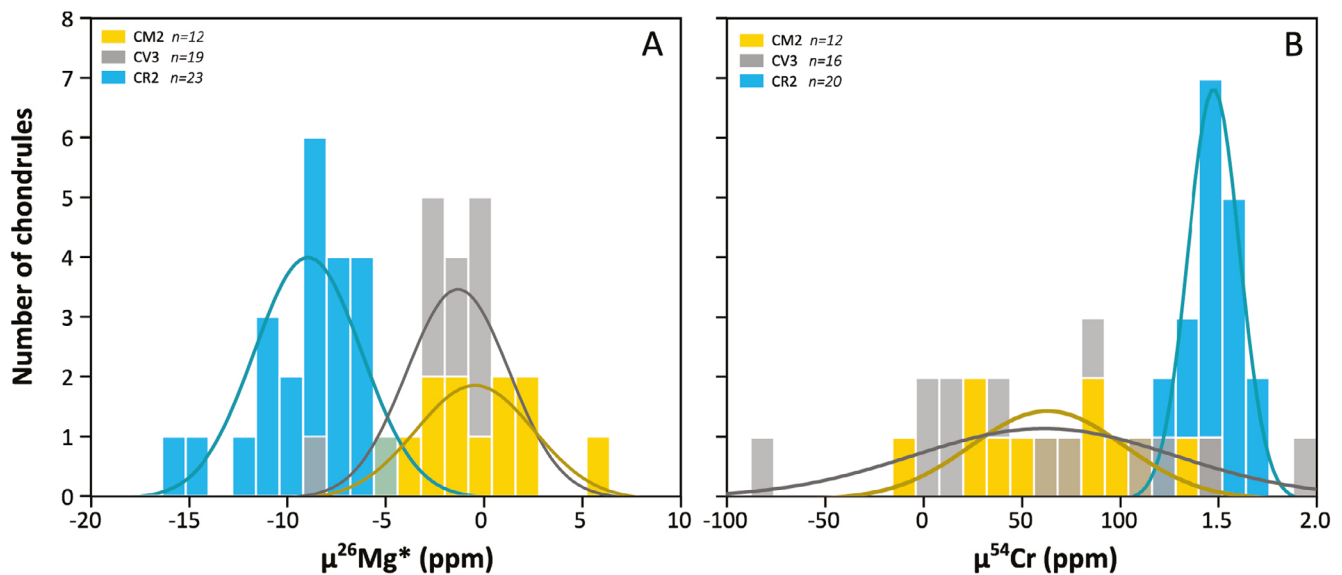 8
7
6
5
4
3
2
1
0
Number of chondrules
CM2 n=12
CV3 n=19
CR2 n=23
A
-20
-15
-10
-5
0
5
10
μ²⁶Mg* (ppm)
CM2 n=12
CV3 n=16
CR2 n=20
B
-100
-50
0
50
100
1.5
2.0
μ⁵⁴Cr (ppm)